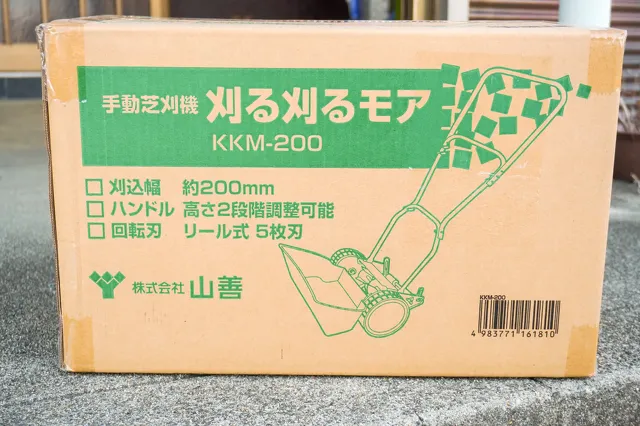 手動芝刈機 刈る刈るモア
KKM-200
□ 刈込幅 約200mm
□ ハンドル 高さ2段階調整可能
□ 回転刃 リール式 5枚刃
株式会社 山善
KKM-200
4 983771 161810